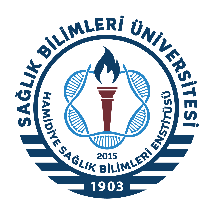 SAĞLIK BİLİMLERİ ÜNİVERSİTESİ
HAMİDİYE SAĞLIK BİLİMLERİ ENSTİTÜSÜ
2015
1903